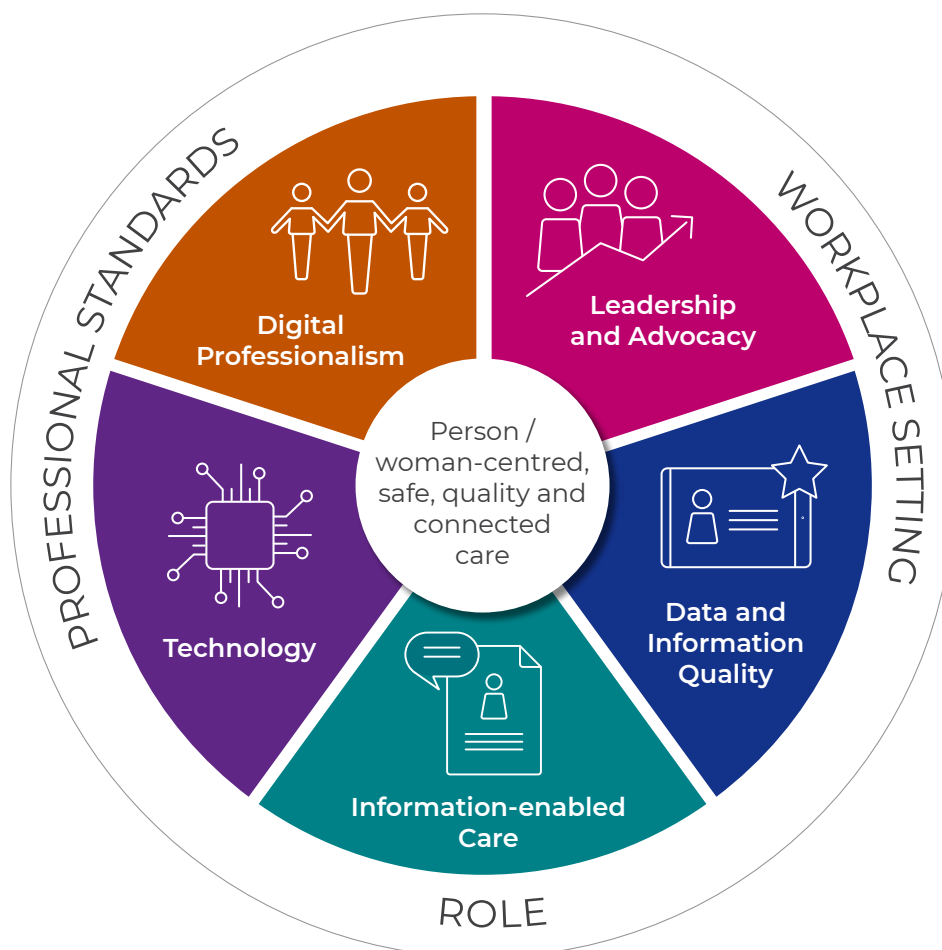 PROFESSIONAL STANDARDS
WORKPLACE SETTING
Digital
Professionalism
Leadership
and Advocacy
Person /
woman-centred,
safe, quality and
connected
care
Technology
Data and
Information
Quality
Information-enabled
Care
ROLE